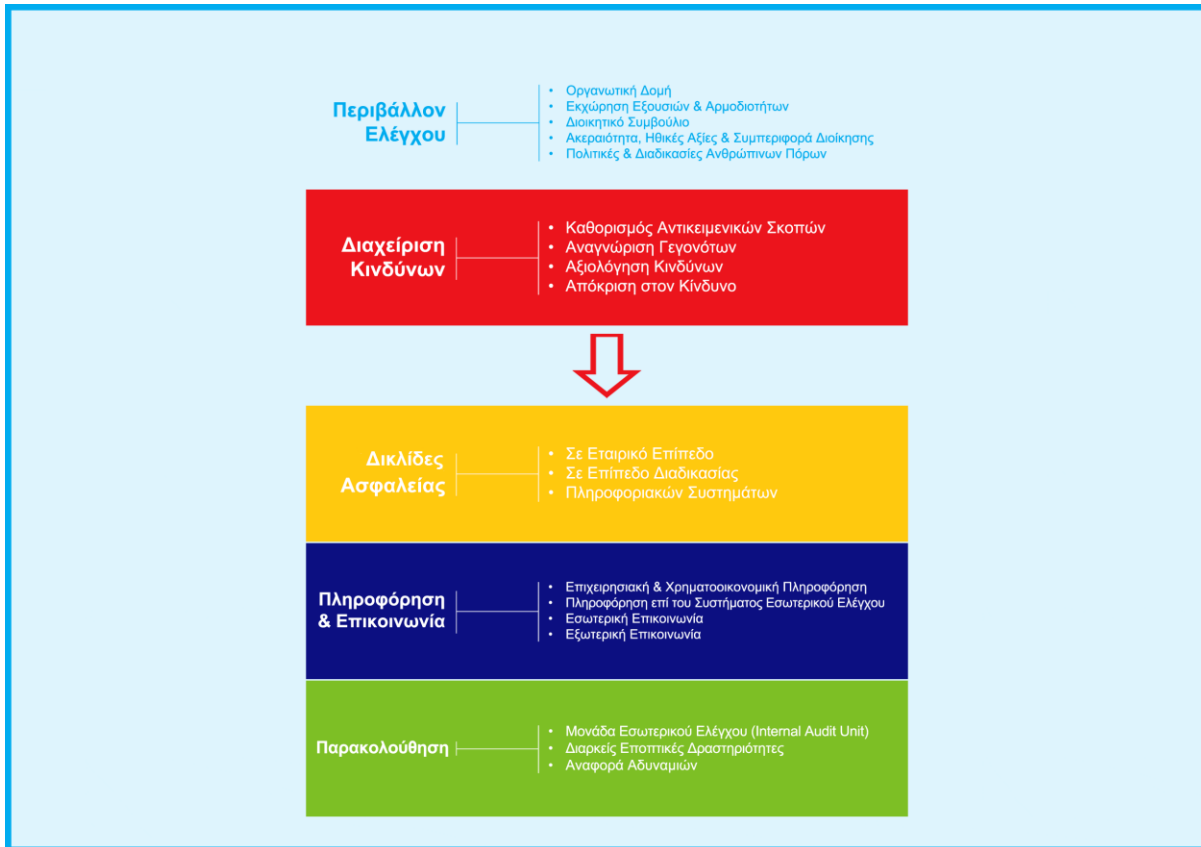 Περιβάλλον
Ελέγχου
• Οργανωτική Δομή
• Εκχώρηση Εξουσιών & Αρμοδιοτήτων
• Διοικητικό Συμβούλιο
• Ακεραιότητα, Ηθικές Αξίες & Συμπεριφορά Διοίκησης
• Πολιτικές & Διαδικασίες Ανθρώπινων Πόρων
Διαχείριση
Κινδύνων
• Καθορισμός Αντικειμενικών Σκοπών
• Αναγνώριση Γεγονότων
• Αξιολόγηση Κινδύνων
• Απόκριση στον Κίνδυνο
Δικλίδες
Ασφαλείας
• Σε Εταιρικό Επίπεδο
• Σε Επίπεδο Διαδικασίας
• Πληροφοριακών Συστημάτων
Πληροφόρηση
& Επικοινωνία
• Επιχειρησιακή & Χρηματοοικονομική Πληροφόρηση
• Πληροφόρηση επί του Συστήματος Εσωτερικού Ελέγχου
• Εσωτερική Επικοινωνία
• Εξωτερική Επικοινωνία
Παρακολούθηση
• Μονάδα Εσωτερικού Ελέγχου (Internal Audit Unit)
• Διαρκείς Εποπτικές Δραστηριότητες
• Αναφορά Αδυναμιών